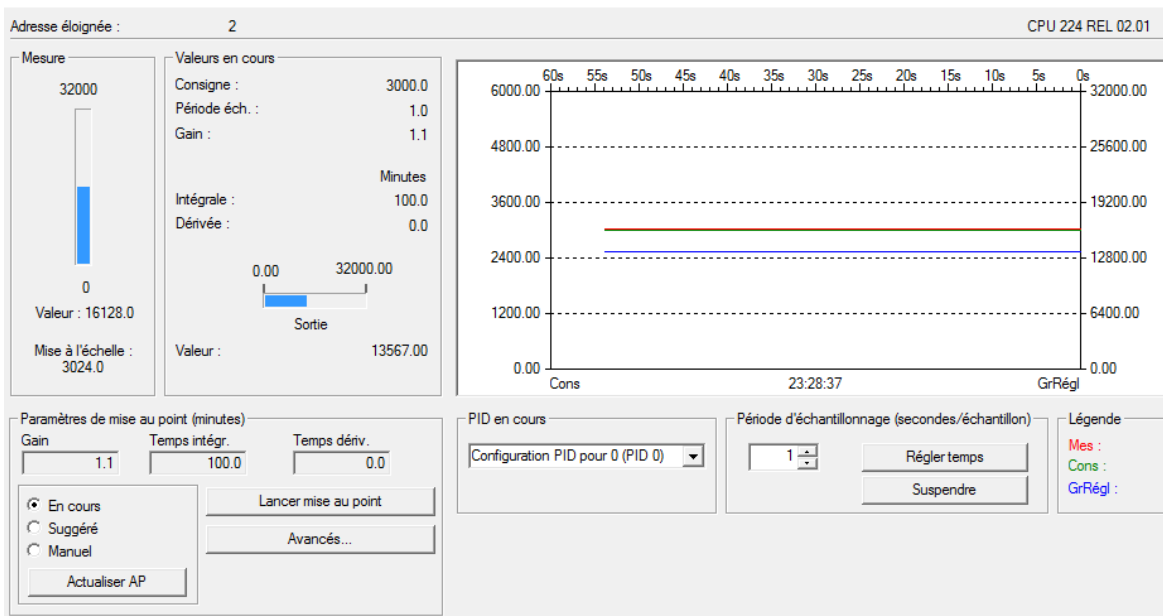 Adresse éloignée : 2 CPU 224 REL 02.01
Mesure
32000
0
Valeur : 16128.0
Mise à l'échelle :
3024.0
Valeurs en cours
Consigne : 3000.0
Période éch. : 1.0
Gain : 1.1
Minutes
Intégrale : 100.0
Dérivée : 0.0
0.00 32000.00
Sortie
Valeur : 13567.00
60s 55s 50s 45s 40s 35s 30s 25s 20s 15s 10s 5s 0s
6000.00 32000.00
4800.00 25600.00
3600.00 19200.00
2400.00 12800.00
1200.00 6400.00
0.00 0.00
Cons 23:28:37 GrRégl
Paramètres de mise au point (minutes)
Gain Temps intégr. Temps dériv.
1.1 100.0 0.0
En cours
Suggéré
Manuel
Actualiser AP
Lancer mise au point
Avancés...
PID en cours
Configuration PID pour 0 (PID 0)
Période d'échantillonnage (secondes/échantillon)
1
Régler temps
Suspendre
Légende
Mes :
Cons :
GrRégl :